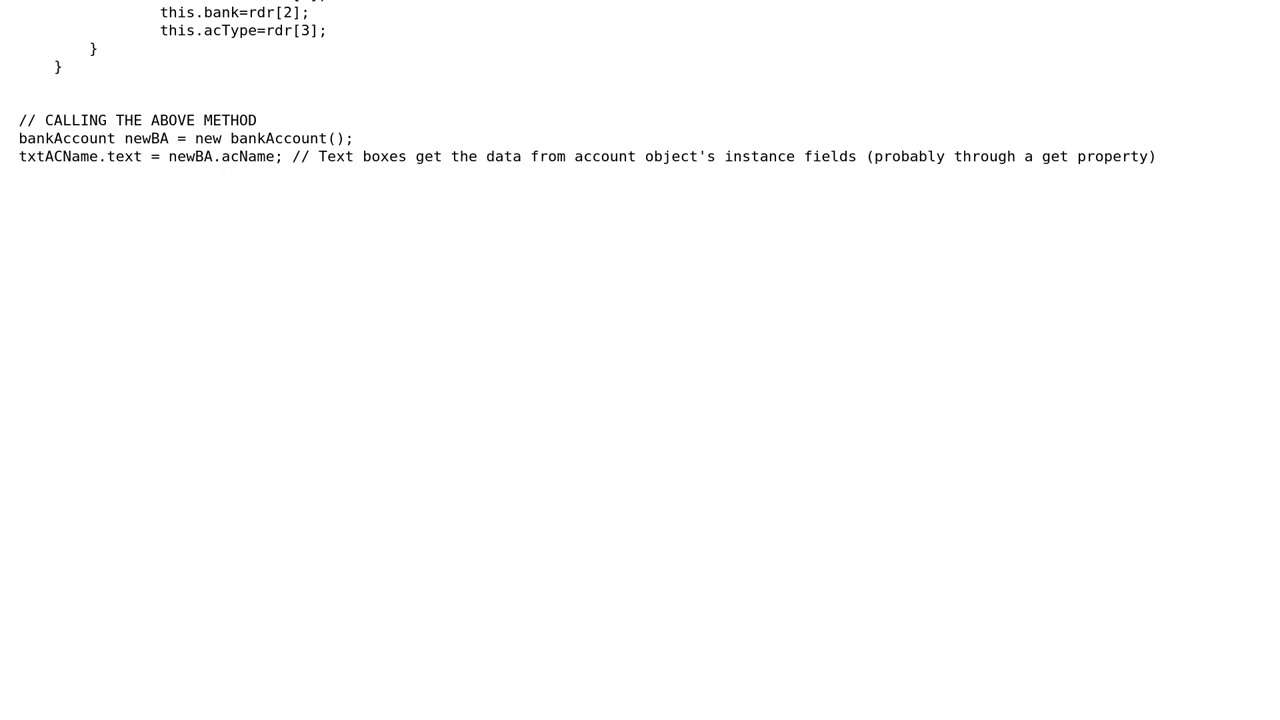 this.bank=rdr[2];
this.acType=rdr[3];
}
}
// CALLING THE ABOVE METHOD
bankAccount newBA = new bankAccount();
txtACName.text = newBA.acName; // Text boxes get the data from account object's instance fields (probably through a get property)